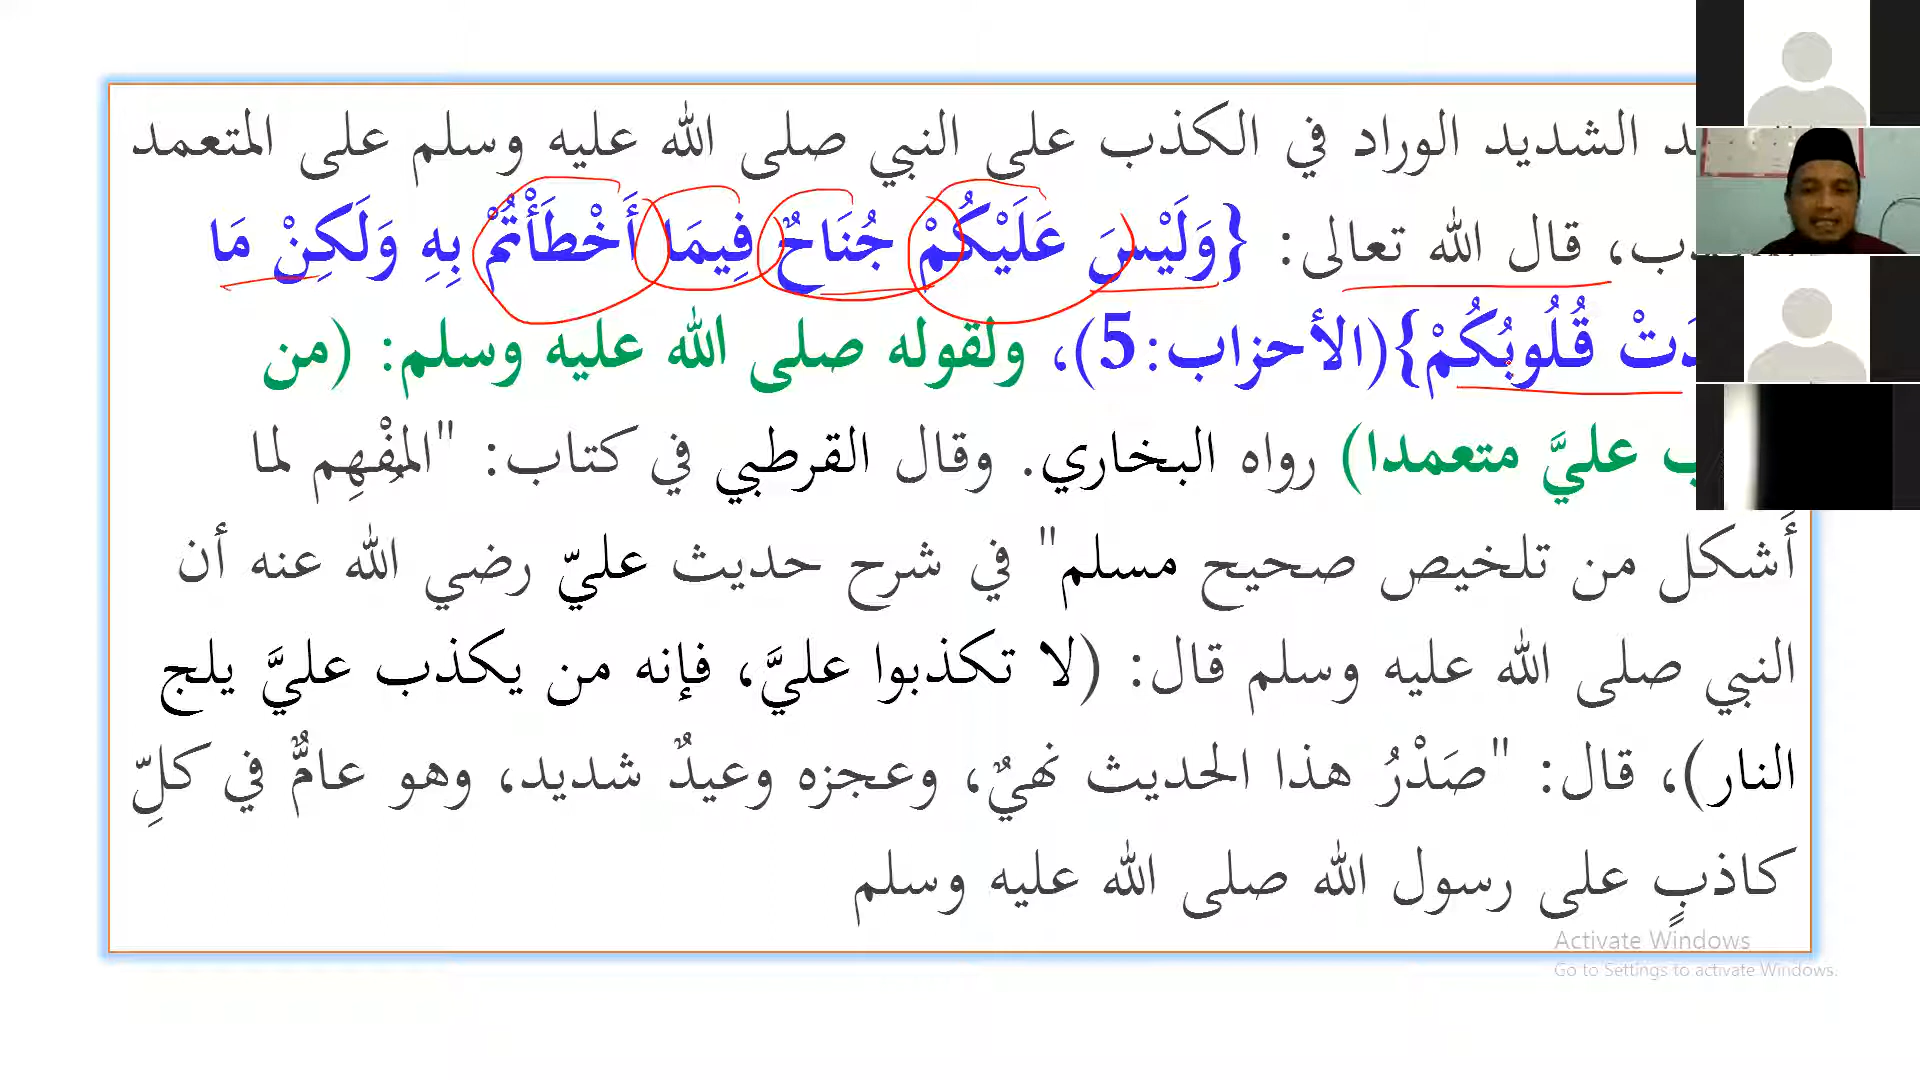 الشديد الوراد في الكذب على النبي صلى الله عليه وسلم على المتعمد
قال الله تعالى: {وَلَيْسَ عَلَيْكُمْ جُنَاحٌ فِيمَا أَخْطَأْتُمْ بِهِ وَلَكِنْ مَا
قُلُوبُكُمْ}(الأحزاب:5)، ولقوله صلى الله عليه وسلم: (من
عليَّ متعمدا) رواه البخاري. وقال القرطبي في كتاب: "المُفْهِم لما
أَشكل من تلخيص صحيح مسلم" في شرح حديث عليّ رضي الله عنه أن
النبي صلى الله عليه وسلم قال: (لا تكذبوا عليَّ، فإنه من يكذب عليَّ يلج
النار)، قال: "صَدْرُ هذا الحديث نهيٌ، وعجزه وعيدٌ شديد، وهو عامٌّ في كلِّ
كاذبٍ على رسول الله صلى الله عليه وسلم
Activate Windows
Go to Settings to activate Windows.